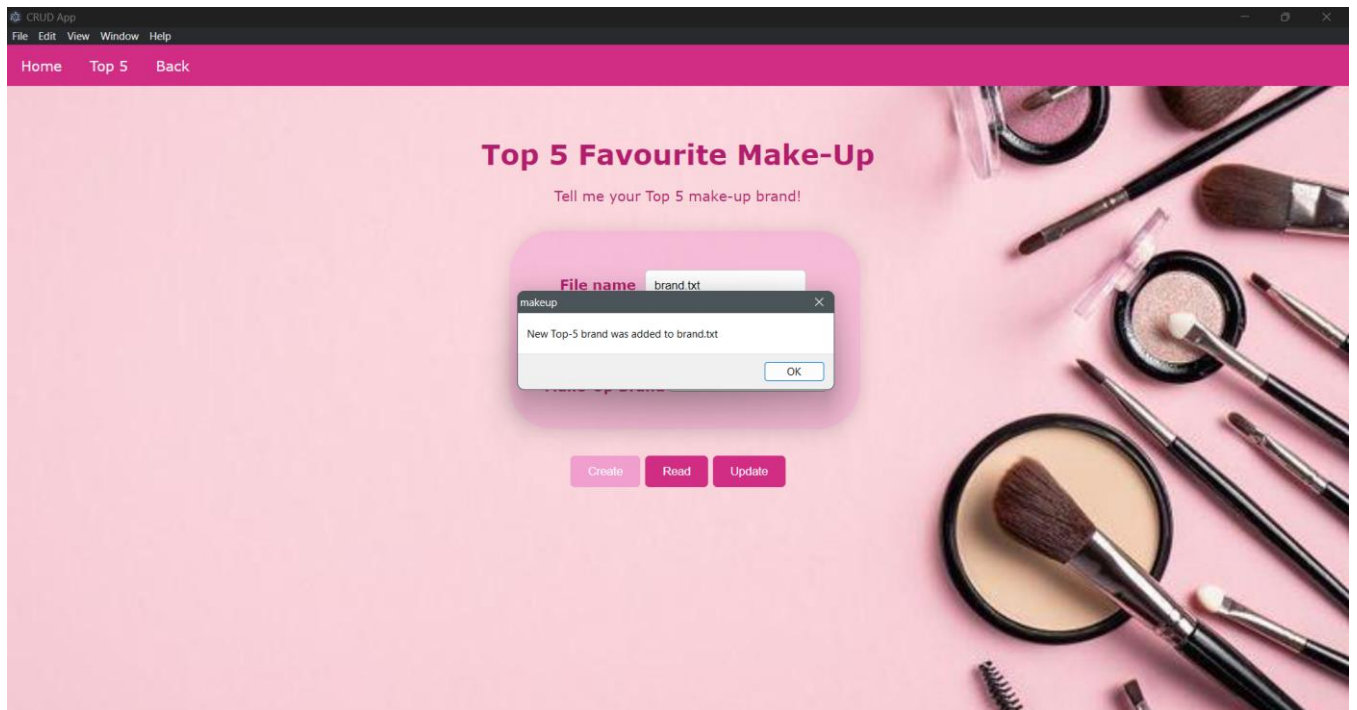 CRUD App
File Edit View Window Help
Home Top 5 Back
Top 5 Favourite Make-Up
Tell me your Top 5 make-up brand!
File name brand.txt
makeup
New Top-5 brand was added to brand.txt
OK
Create Read Update